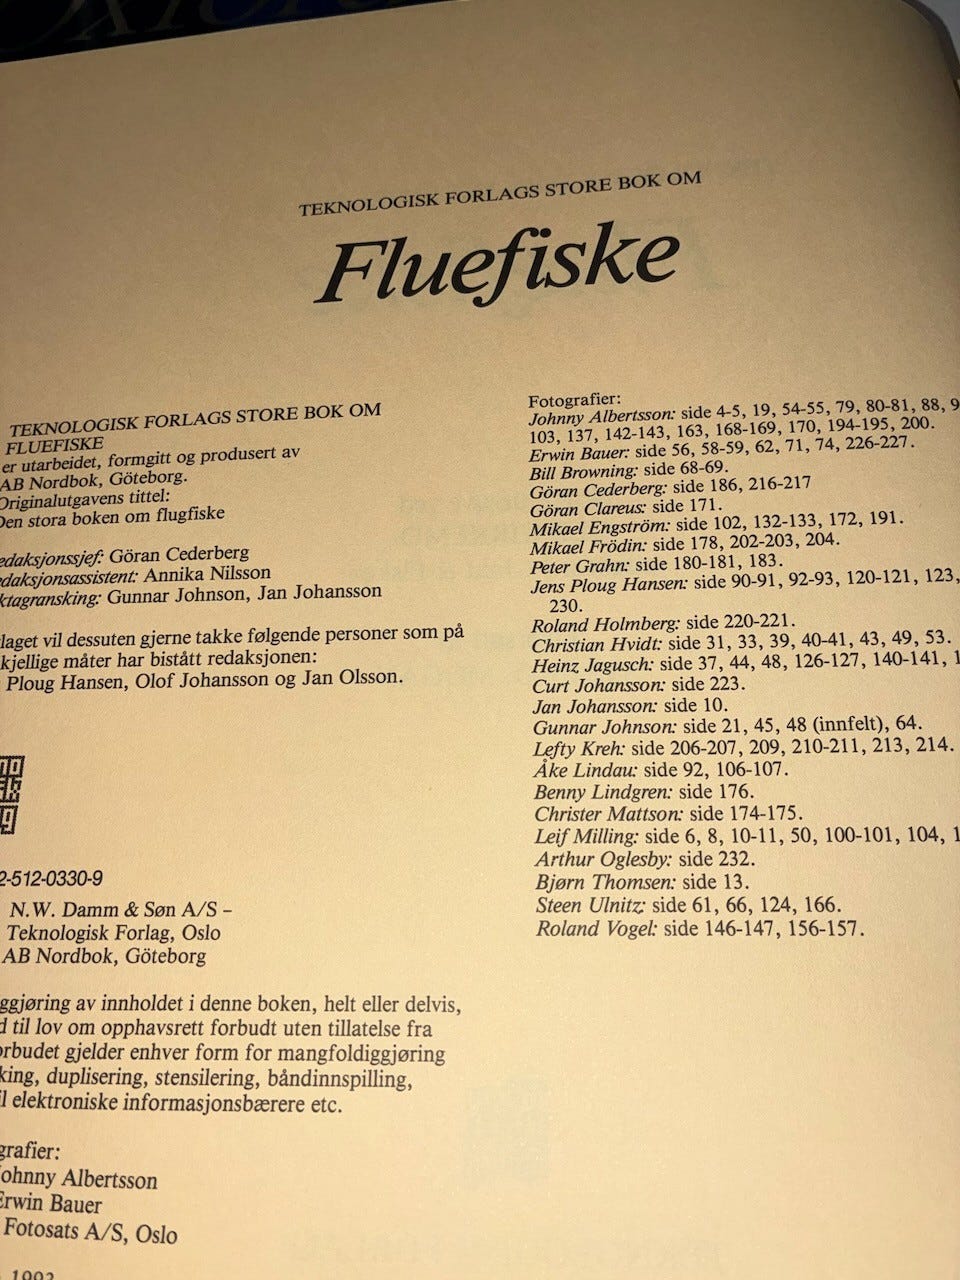 TEKNOLOGISK FORLAGS STORE BOK OM
Fluefiske
TEKNOLOGISK FORLAGS STORE BOK OM
FLUEFISKE
er utarbeidet, formgitt og produsert av
AB Nordbok, Göteborg.
Originalutgavens tittel:
Den stora boken om flugfiske
edaksjonssjef: Göran Cederberg
edaksjonsassistent: Annika Nilsson
ktagransking: Gunnar Johnson, Jan Johansson
laget vil dessuten gjerne takke følgende personer som på
kjellige måter har bistått redaksjonen:
Ploug Hansen, Olof Johansson og Jan Olsson.
2-512-0330-9
N.W. Damm & Søn A/S –
Teknologisk Forlag, Oslo
AB Nordbok, Göteborg
ggjøring av innholdet i denne boken, helt eller delvis,
d til lov om opphavsrett forbudt uten tillatelse fra
orbudet gjelder enhver form for mangfoldiggjøring
king, duplisering, stensilering, båndinnspilling,
l elektroniske informasjonsbærere etc.
grafier:
Johnny Albertsson
Erwin Bauer
Fotosats A/S, Oslo
Fotografier:
Johnny Albertsson: side 4-5, 19, 54-55, 79, 80-81, 88, 9
103, 137, 142-143, 163, 168-169, 170, 194-195, 200.
Erwin Bauer: side 56, 58-59, 62, 71, 74, 226-227.
Bill Browning: side 68-69.
Göran Cederberg: side 186, 216-217
Göran Clareus: side 171.
Mikael Engström: side 102, 132-133, 172, 191.
Mikael Frödin: side 178, 202-203, 204.
Peter Grahn: side 180-181, 183.
Jens Ploug Hansen: side 90-91, 92-93, 120-121, 123,
230.
Roland Holmberg: side 220-221.
Christian Hvidt: side 31, 33, 39, 40-41, 43, 49, 53.
Heinz Jagusch: side 37, 44, 48, 126-127, 140-141, 1
Curt Johansson: side 223.
Jan Johansson: side 10.
Gunnar Johnson: side 21, 45, 48 (innfelt), 64.
Lefty Kreh: side 206-207, 209, 210-211, 213, 214.
Åke Lindau: side 92, 106-107.
Benny Lindgren: side 176.
Christer Mattson: side 174-175.
Leif Milling: side 6, 8, 10-11, 50, 100-101, 104, 1
Arthur Oglesby: side 232.
Bjørn Thomsen: side 13.
Steen Ulnitz: side 61, 66, 124, 166.
Roland Vogel: side 146-147, 156-157.